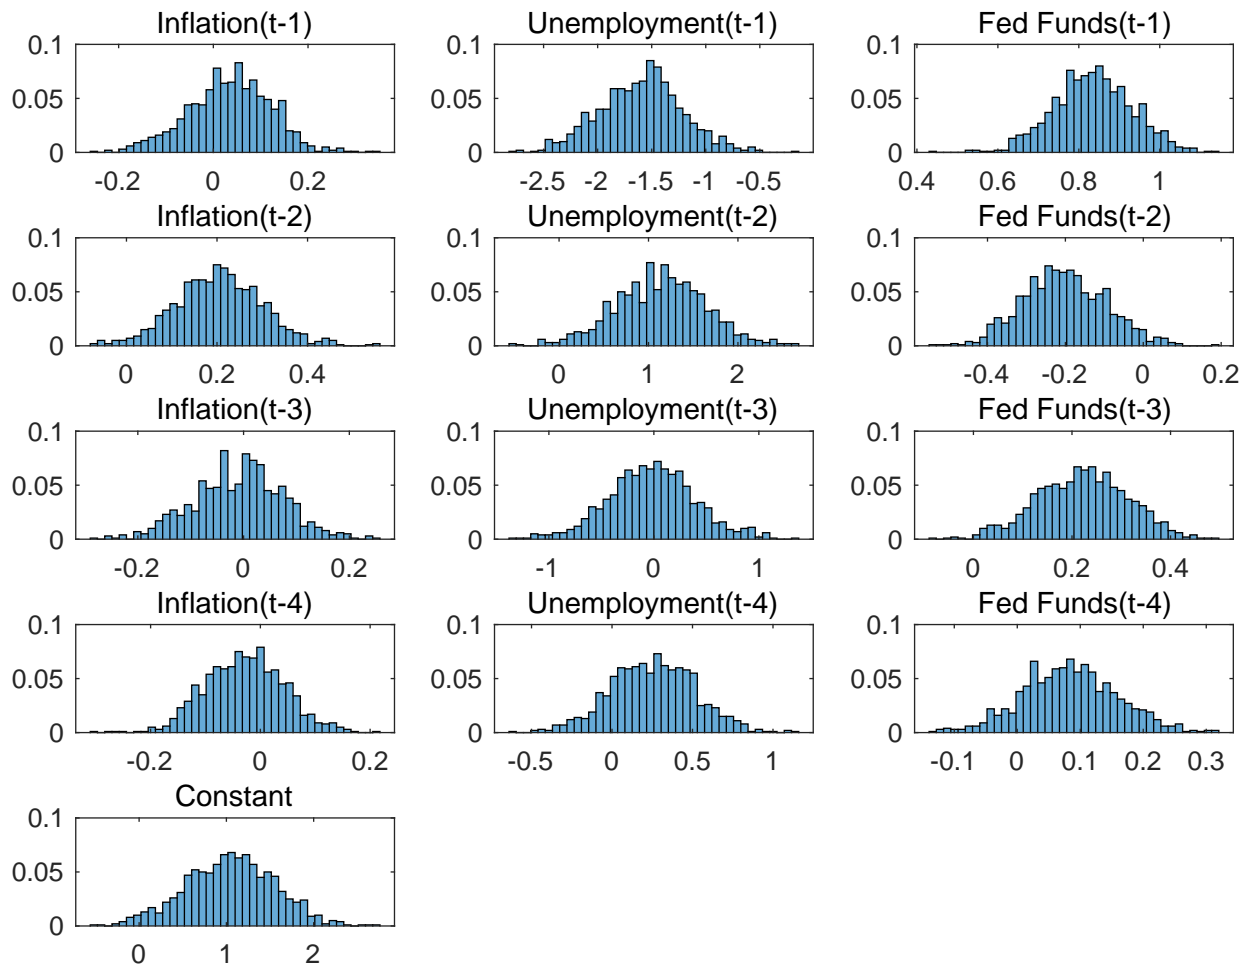 Inflation(t-1) Unemployment(t-1) Fed Funds(t-1)
0.1 0.1 0.1
0.05 0.05 0.05
0 0 0
-0.2 0 0.2 -2.5 -2 -1.5 -1 -0.5 0.4 0.6 0.8 1
Inflation(t-2) Unemployment(t-2) Fed Funds(t-2)
0.1 0.1 0.1
0.05 0.05 0.05
0 0 0
0 0.2 0.4 0 1 2 -0.4 -0.2 0 0.2
Inflation(t-3) Unemployment(t-3) Fed Funds(t-3)
0.1 0.1 0.1
0.05 0.05 0.05
0 0 0
-0.2 0 0.2 -1 0 1 0 0.2 0.4
Inflation(t-4) Unemployment(t-4) Fed Funds(t-4)
0.1 0.1 0.1
0.05 0.05 0.05
0 0 0
-0.2 0 0.2 -0.5 0 0.5 1 -0.1 0 0.1 0.2 0.3
Constant
0.1
0.05
0
0 1 2